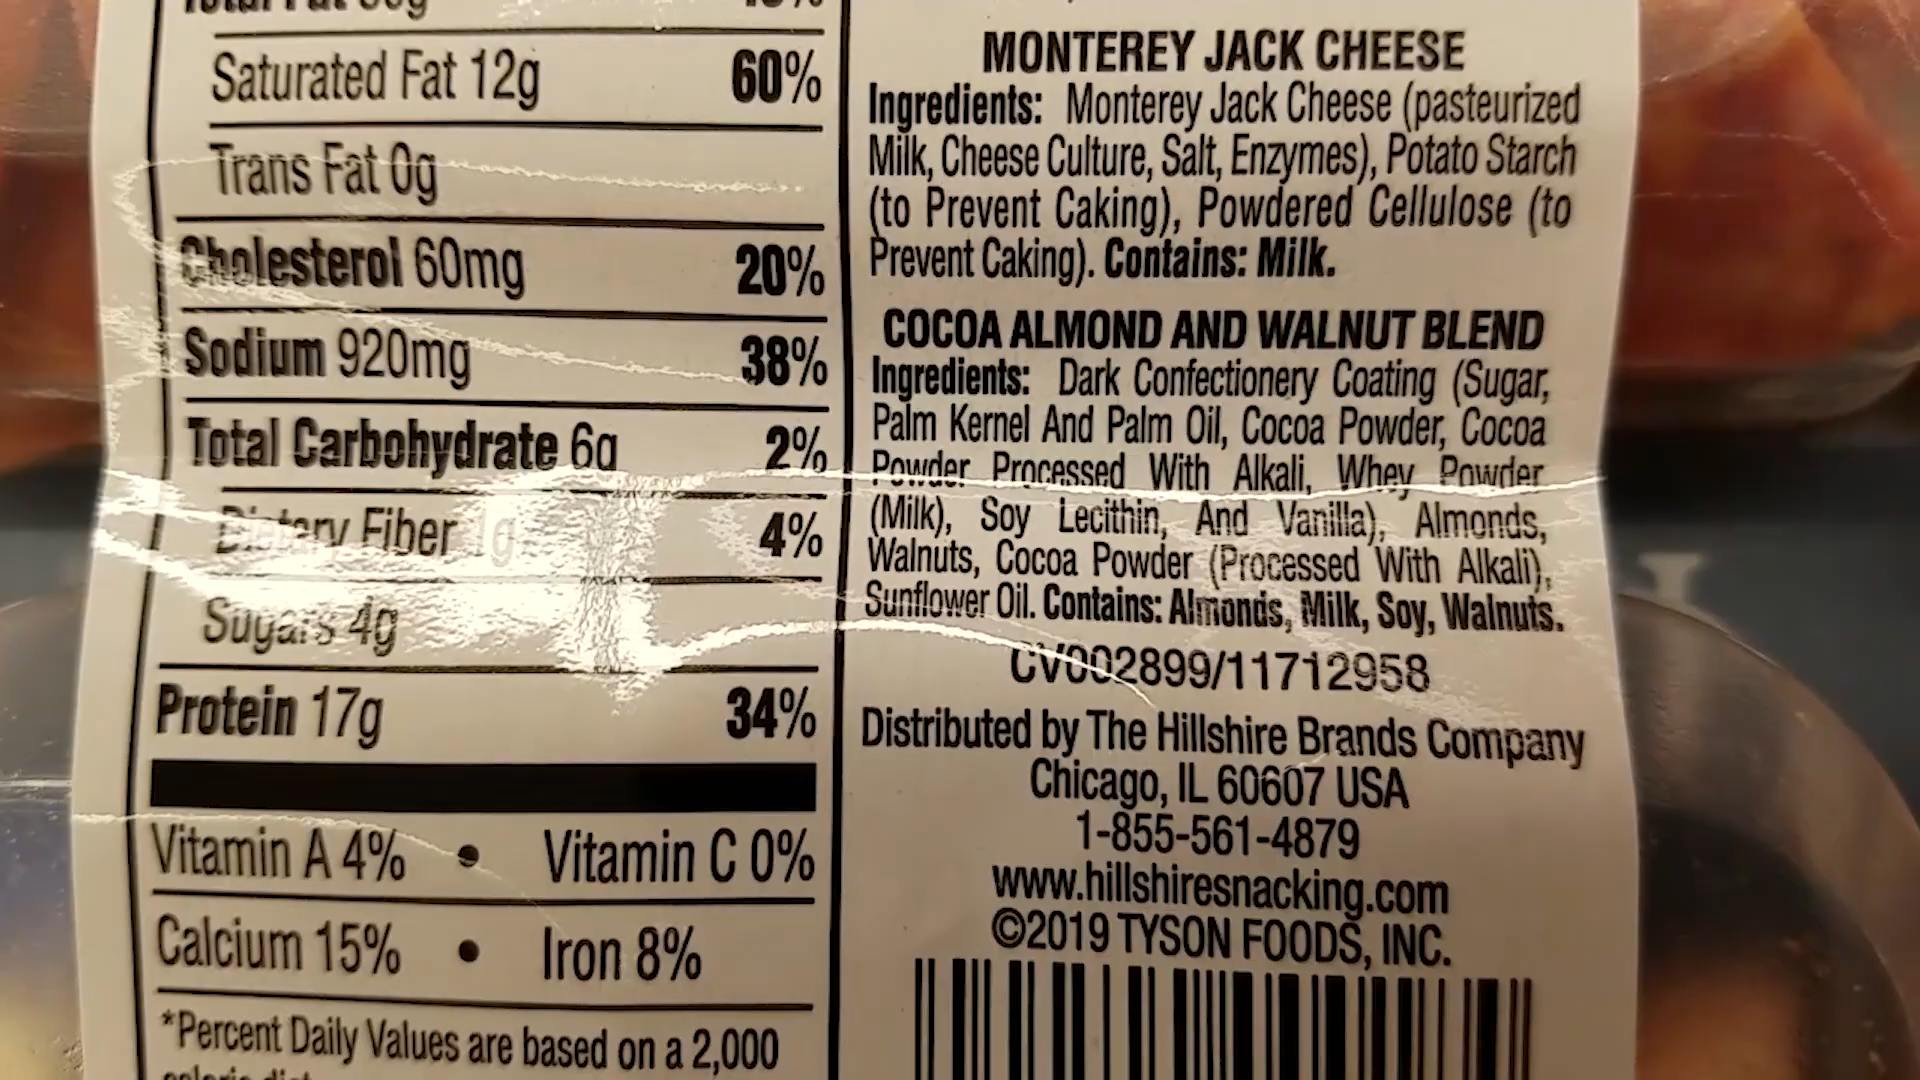 Saturated Fat 12g 60%
Trans Fat 0g
Cholesterol 60mg 20%
Sodium 920mg 38%
Total Carbohydrate 6g 2%
Dietary Fiber 1g 4%
Sugars 4g
Protein 17g 34%
Vitamin A 4% • Vitamin C 0%
Calcium 15% • Iron 8%
*Percent Daily Values are based on a 2,000
MONTEREY JACK CHEESE
Ingredients: Monterey Jack Cheese (pasteurized
Milk, Cheese Culture, Salt, Enzymes), Potato Starch
(to Prevent Caking), Powdered Cellulose (to
Prevent Caking). Contains: Milk.
COCOA ALMOND AND WALNUT BLEND
Ingredients: Dark Confectionery Coating (Sugar,
Palm Kernel And Palm Oil, Cocoa Powder, Cocoa
Powder Processed With Alkali, Whey Powder
(Milk), Soy Lecithin, And Vanilla), Almonds,
Walnuts, Cocoa Powder (Processed With Alkali),
Sunflower Oil. Contains: Almonds, Milk, Soy, Walnuts.
CV002899/11712958
Distributed by The Hillshire Brands Company
Chicago, IL 60607 USA
1-855-561-4879
www.hillshiresnacking.com
©2019 TYSON FOODS, INC.